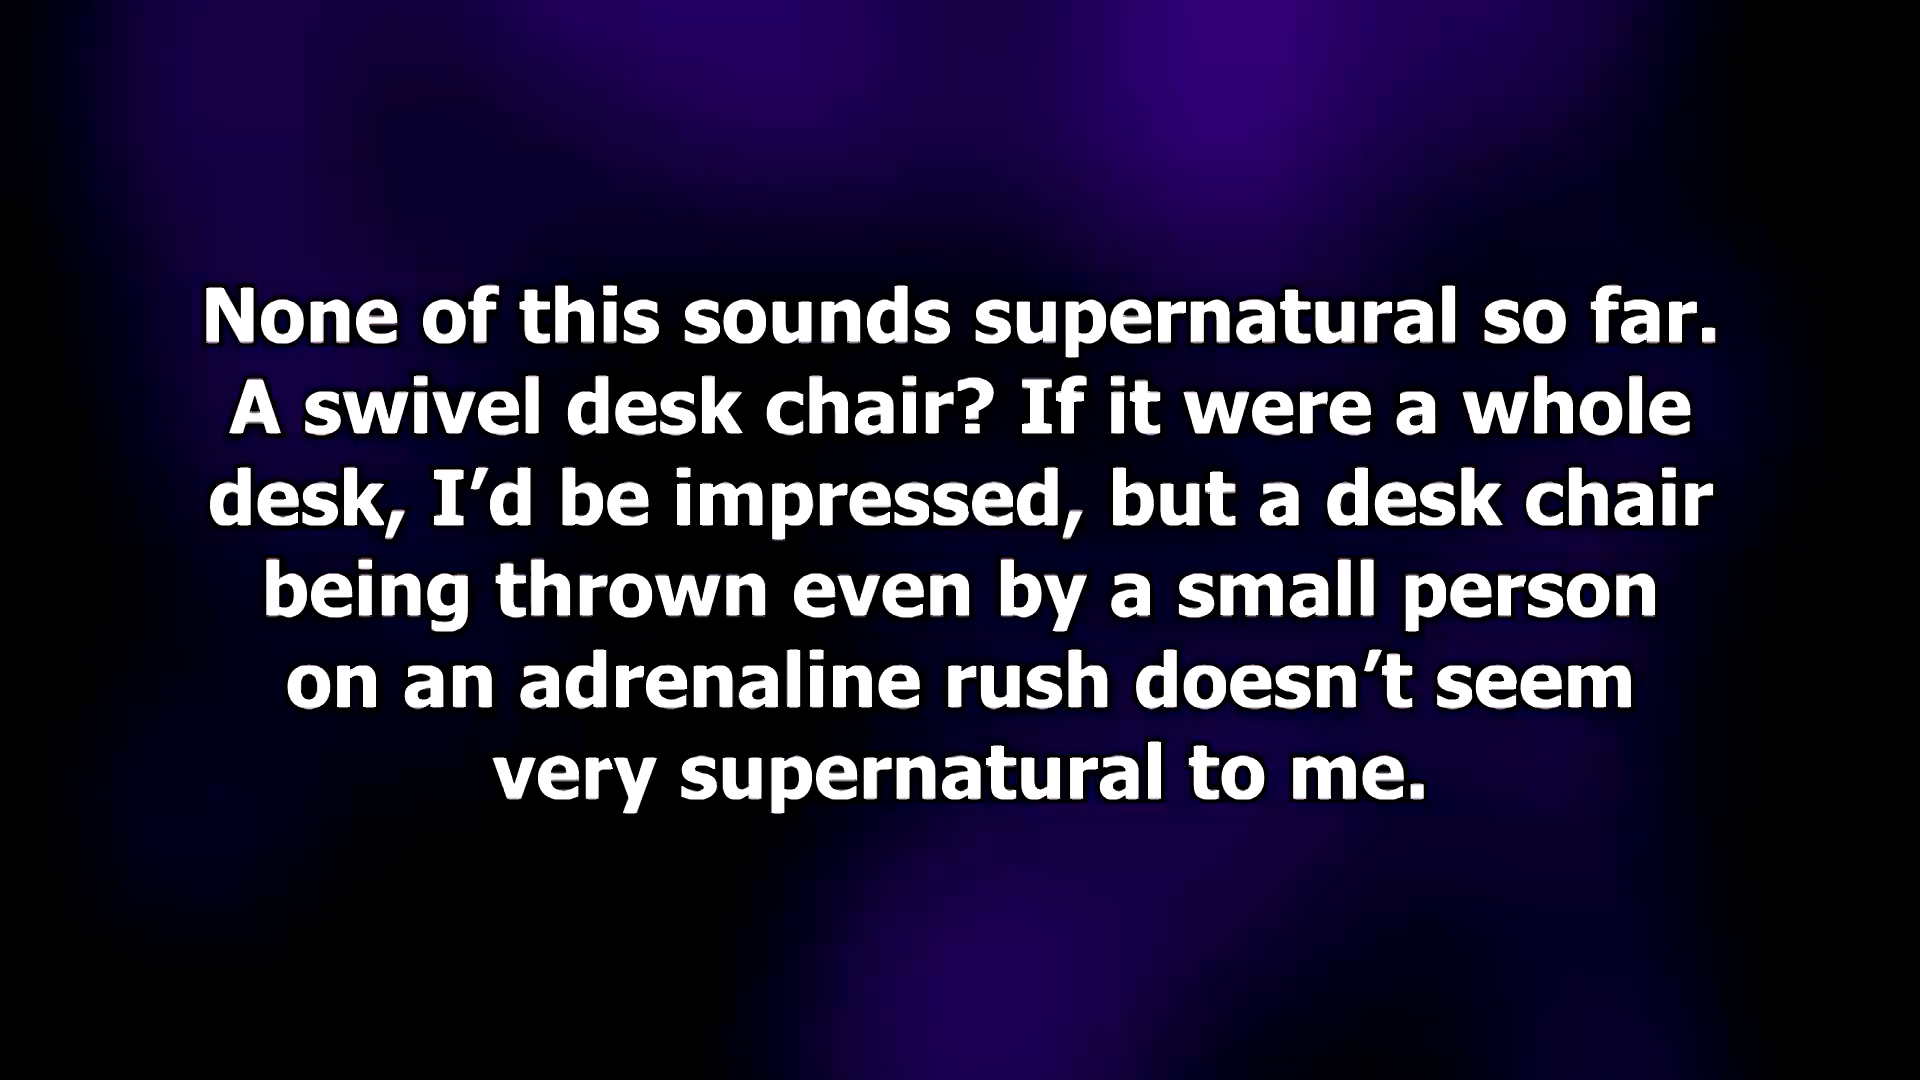 None of this sounds supernatural so far.
A swivel desk chair? If it were a whole
desk, I’d be impressed, but a desk chair
being thrown even by a small person
on an adrenaline rush doesn’t seem
very supernatural to me.